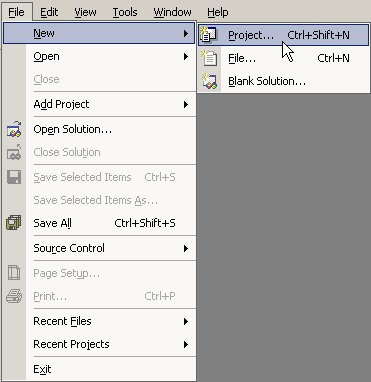 File Edit View Tools Window Help
New
Project... Ctrl+Shift+N
Open
File... Ctrl+N
Close
Blank Solution...
Add Project
Open Solution...
Close Solution
Save Selected Items Ctrl+S
Save Selected Items As...
Save All Ctrl+Shift+S
Source Control
Page Setup...
Print... Ctrl+P
Recent Files
Recent Projects
Exit